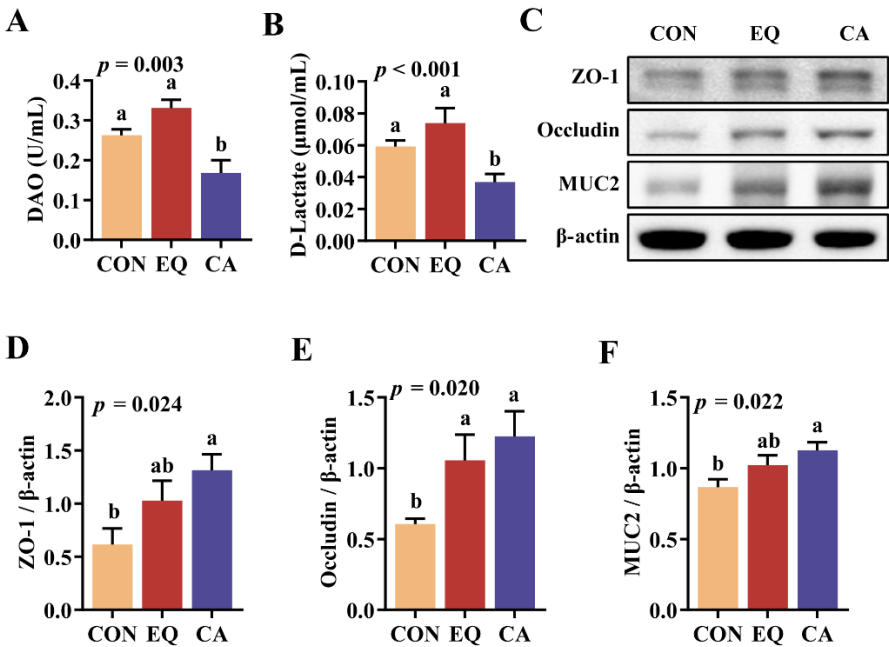 A
DAO (U/mL)
p = 0.003
0.4
0.3
0.2
0.1
0.0
a
a
b
CON EQ CA
B
D-Lactate (μmol/mL)
p < 0.001
0.10
0.08
0.06
0.04
0.02
0.00
a
a
b
CON EQ CA
C
CON EQ CA
ZO-1
Occludin
MUC2
β-actin
D
ZO-1 / β-actin
p = 0.024
2.0
1.5
1.0
0.5
0.0
b
ab
a
CON EQ CA
E
Occludin / β-actin
p = 0.020
1.5
1.0
0.5
0.0
b
a
a
CON EQ CA
F
MUC2 / β-actin
p = 0.022
1.5
1.0
0.5
0.0
b
ab
a
CON EQ CA